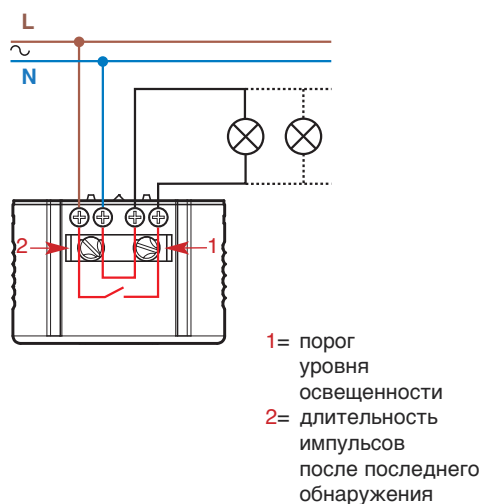 L
N
2
1
1= порог
уровня
освещенности
2= длительность
импульсов
после последнего
обнаружения